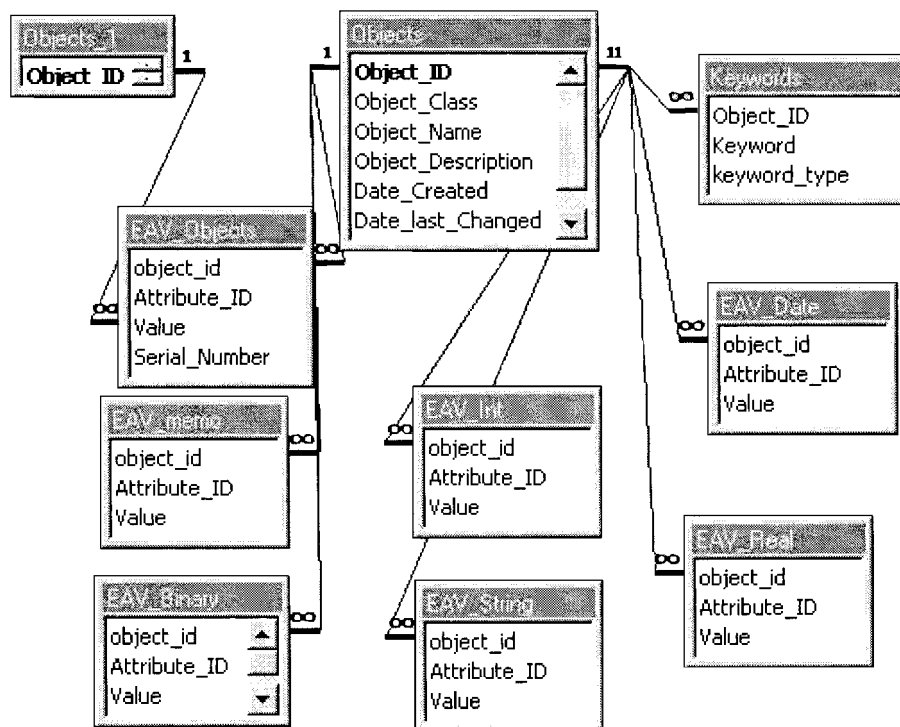 Objects_1
Object ID
1
Objects
Object_ID
Object_Class
Object_Name
Object_Description
Date_Created
Date_last_Changed
1
11
Keywords
Object_ID
Keyword
keyword_type
∞
EAV_Objects
object_id
Attribute_ID
Value
Serial_Number
∞
∞
EAV_Date
object_id
Attribute_ID
Value
∞
EAV_memo
object_id
Attribute_ID
Value
∞
EAV_Int
object_id
Attribute_ID
Value
∞
EAV_Real
object_id
Attribute_ID
Value
∞
EAV_Binary
object_id
Attribute_ID
Value
∞
EAV_String
object_id
Attribute_ID
Value
∞